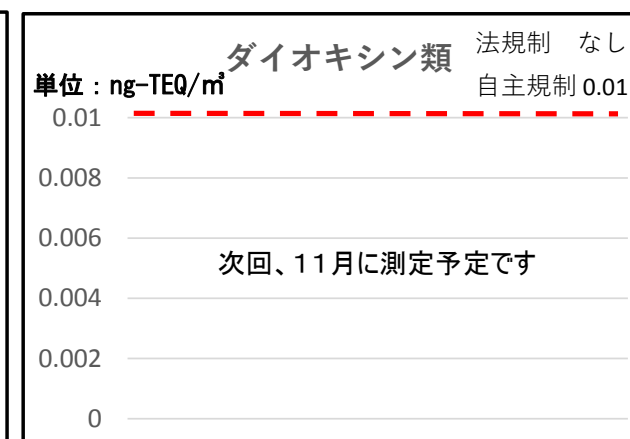 ダイオキシン類
法規制　なし
自主規制 0.01
単位：ng-TEQ/㎥
0.01
0.008
0.006
次回、１１月に測定予定です
0.004
0.002
0